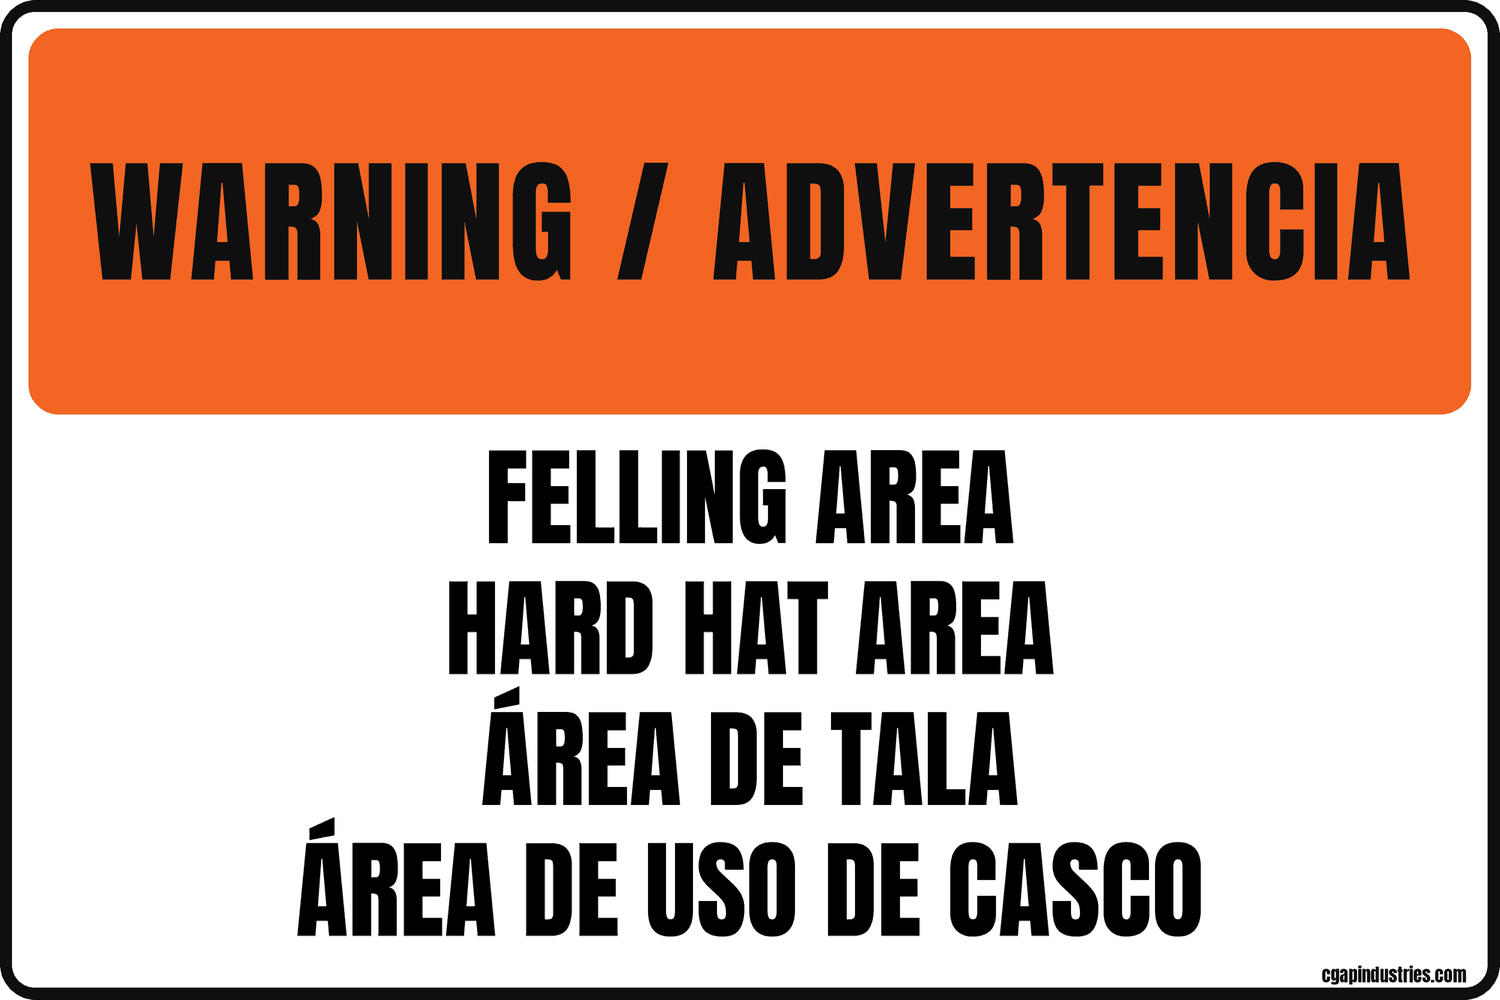 WARNING / ADVERTENCIA
FELLING AREA
HARD HAT AREA
ÁREA DE TALA
ÁREA DE USO DE CASCO
cgapindustries.com